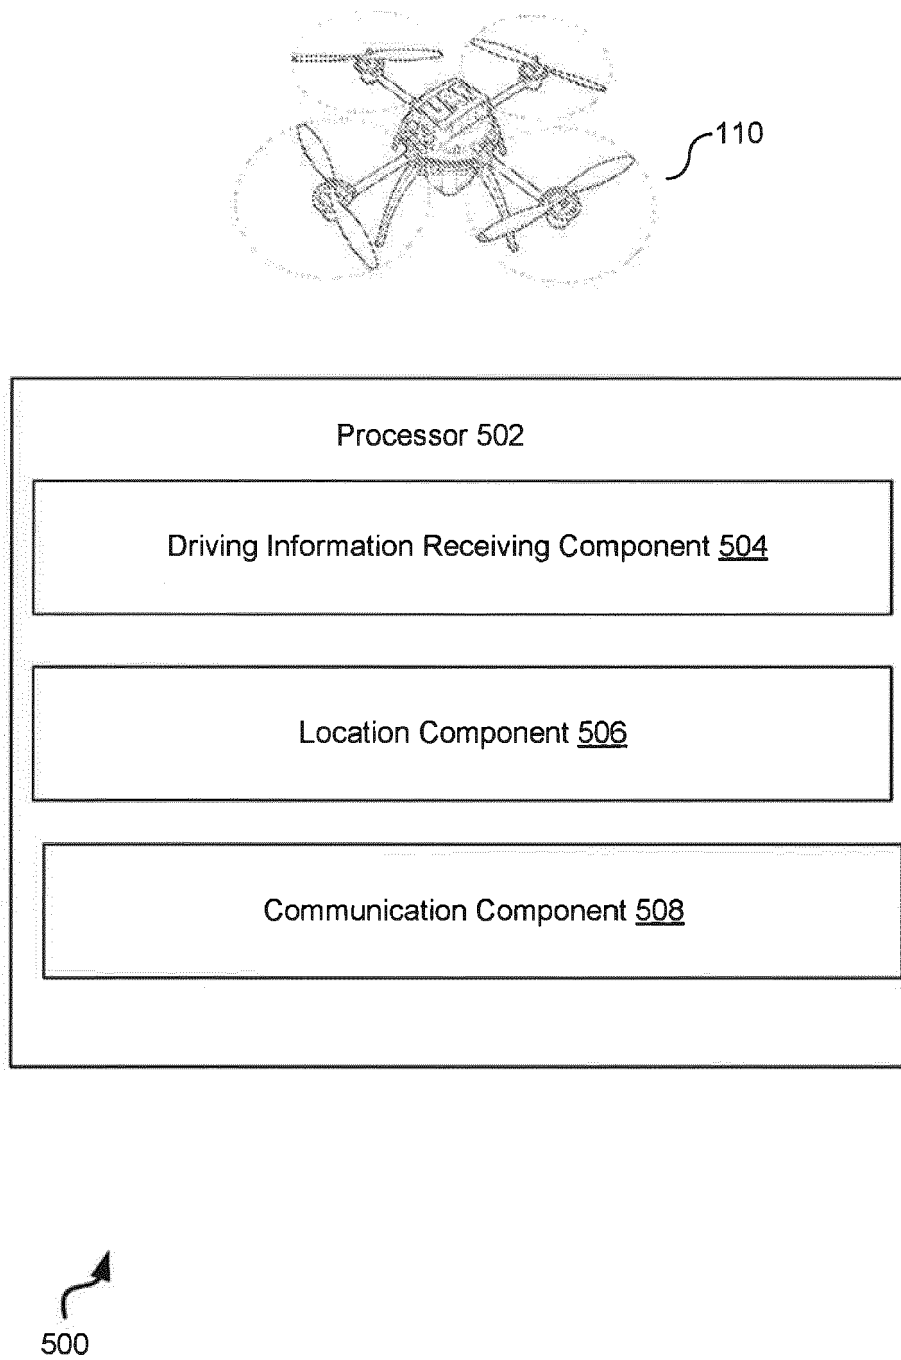 110
Processor 502
Driving Information Receiving Component 504
Location Component 506
Communication Component 508
500